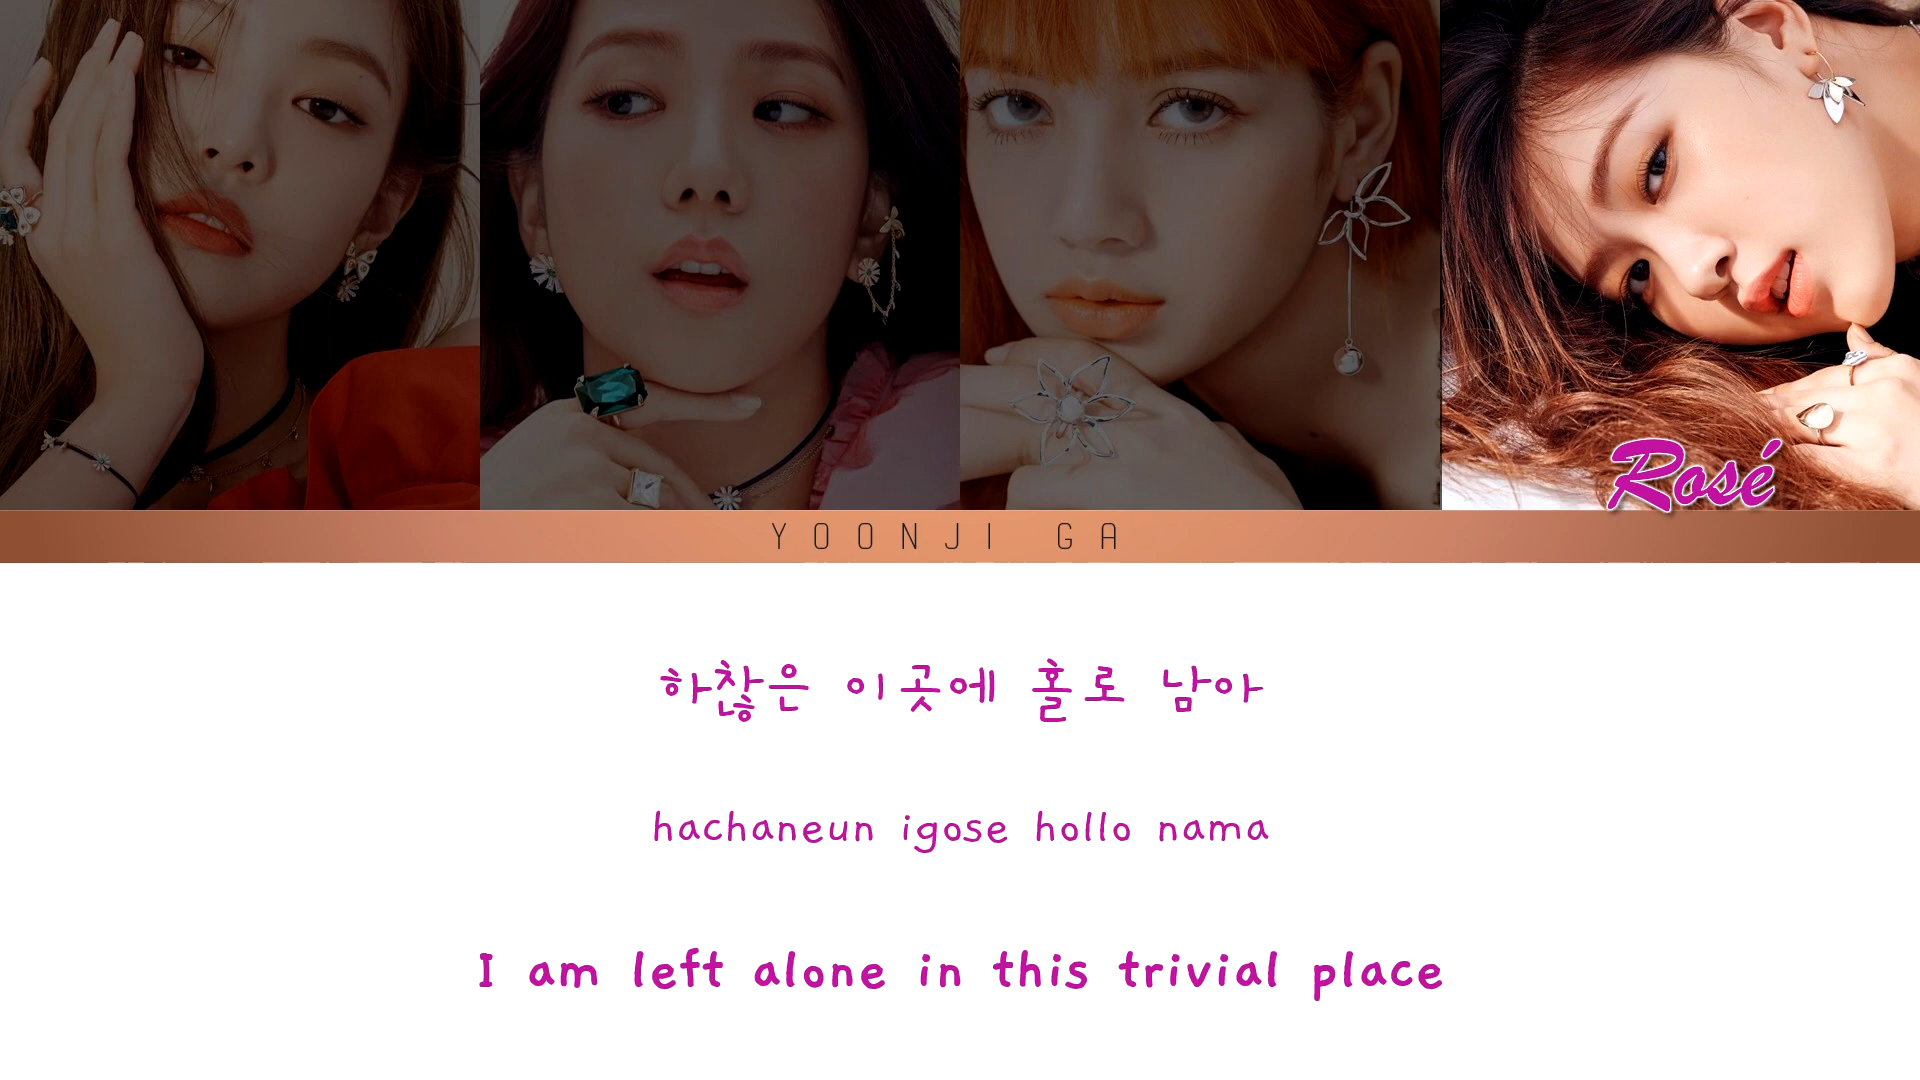 Rosé
YOONJI GA
하찮은 이곳에 홀로 남아
hachaneun igose hollo nama
I am left alone in this trivial place